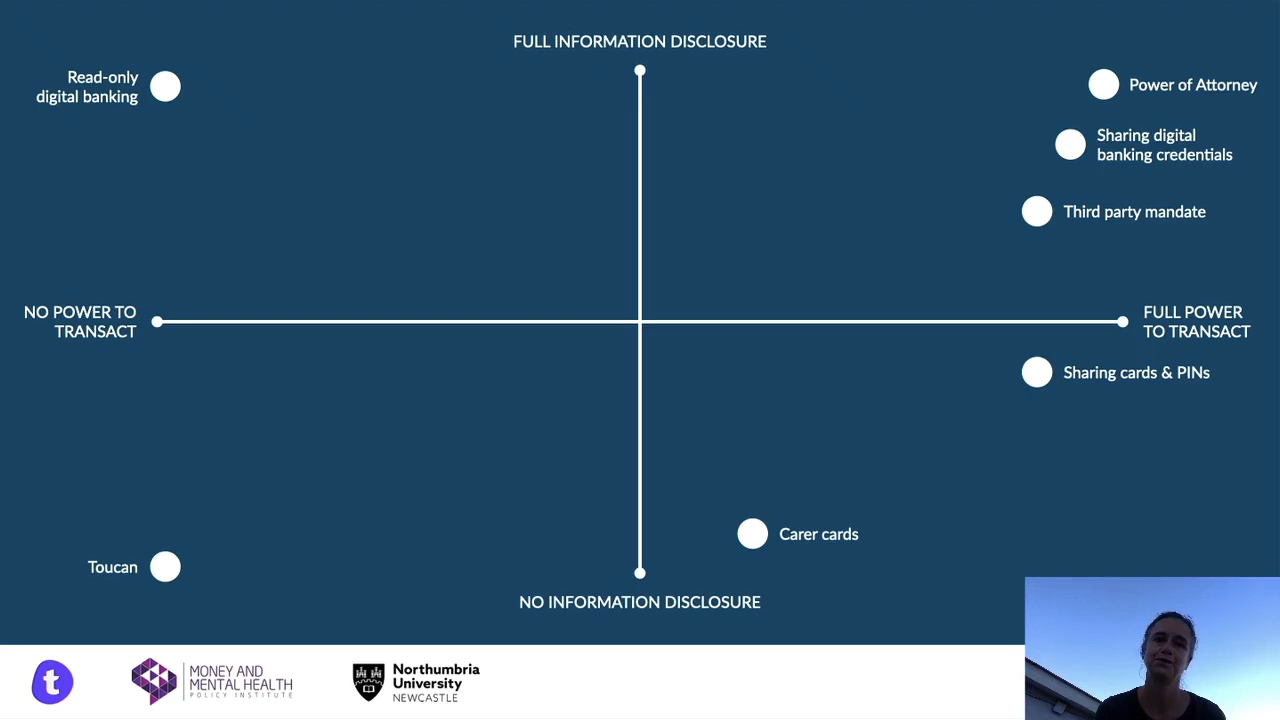 FULL INFORMATION DISCLOSURE
Read-only
digital banking
Power of Attorney
Sharing digital
banking credentials
Third party mandate
NO POWER TO
TRANSACT
FULL POWER
TO TRANSACT
Sharing cards & PINs
Carer cards
Toucan
NO INFORMATION DISCLOSURE
t
MONEY AND
MENTAL HEALTH
POLICY INSTITUTE
Northumbria
University
NEWCASTLE